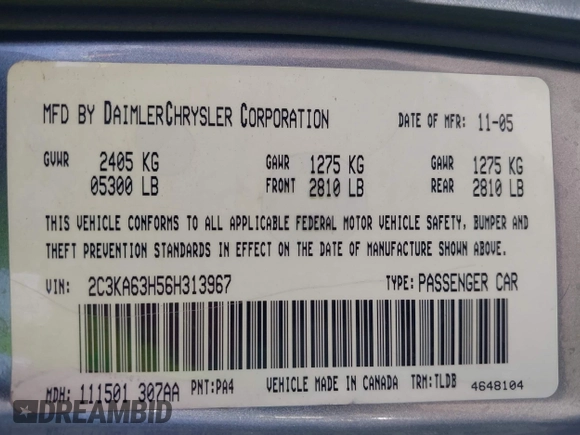 MFD BY DAIMLERCHRYSLER CORPORATION DATE OF MFR: 11-05
GVWR 2405 KG GAWR 1275 KG GAWR 1275 KG
05300 LB FRONT 2810 LB REAR 2810 LB
THIS VEHICLE CONFORMS TO ALL APPLICABLE FEDERAL MOTOR VEHICLE SAFETY, BUMPER AND
THEFT PREVENTION STANDARDS IN EFFECT ON THE DATE OF MANUFACTURE SHOWN ABOVE.
VIN: 2C3KA63H56H313967 TYPE: PASSENGER CAR
MDH: 111501 307AA PNT:PA4 VEHICLE MADE IN CANADA TRM:TLDB 4648104
DREAMBID